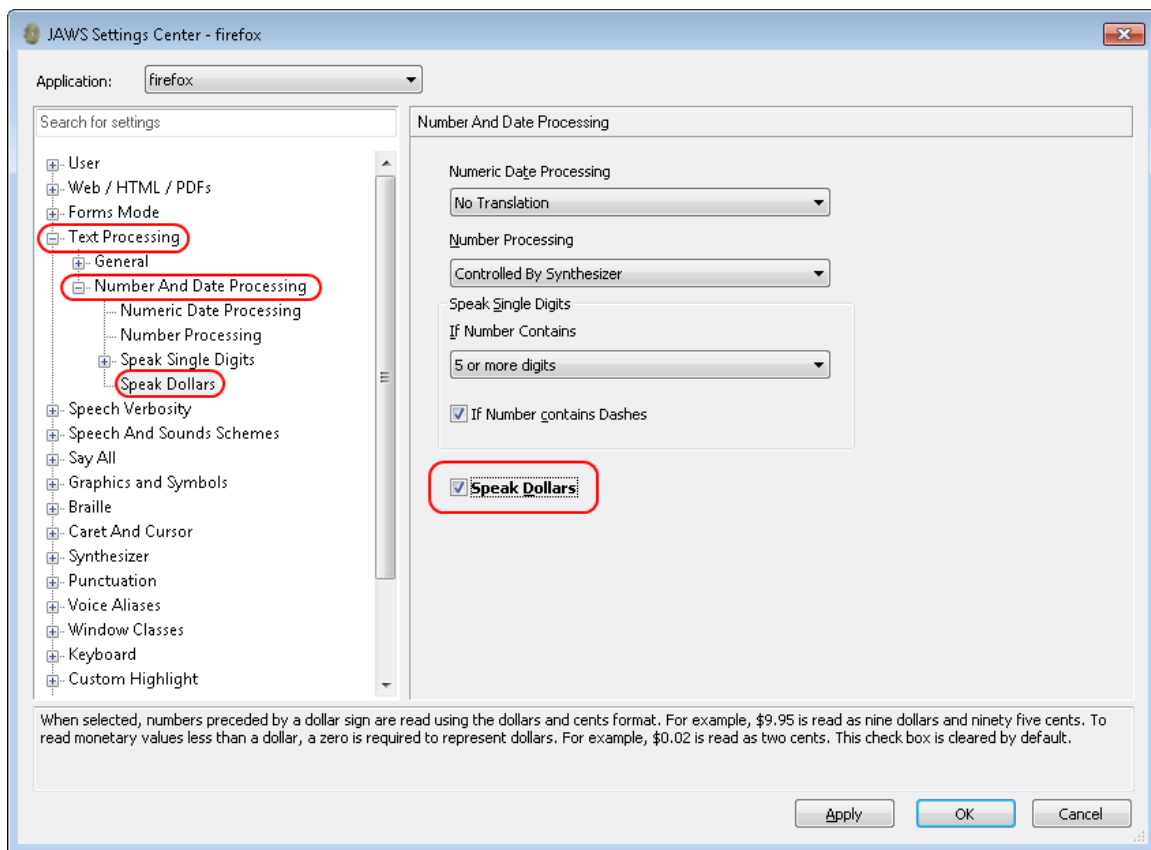 JAWS Settings Center - firefox
Application:
firefox
Search for settings
User
Web / HTML / PDFs
Forms Mode
Text Processing
General
Number And Date Processing
Numeric Date Processing
Number Processing
Speak Single Digits
Speak Dollars
Speech Verbosity
Speech And Sounds Schemes
Say All
Graphics and Symbols
Braille
Caret And Cursor
Synthesizer
Punctuation
Voice Aliases
Window Classes
Keyboard
Custom Highlight
Number And Date Processing
Numeric Date Processing
No Translation
Number Processing
Controlled By Synthesizer
Speak Single Digits
If Number Contains
5 or more digits
If Number contains Dashes
Speak Dollars
When selected, numbers preceded by a dollar sign are read using the dollars and cents format. For example, $9.95 is read as nine dollars and ninety five cents. To
read monetary values less than a dollar, a zero is required to represent dollars. For example, $0.02 is read as two cents. This check box is cleared by default.
Apply
OK
Cancel